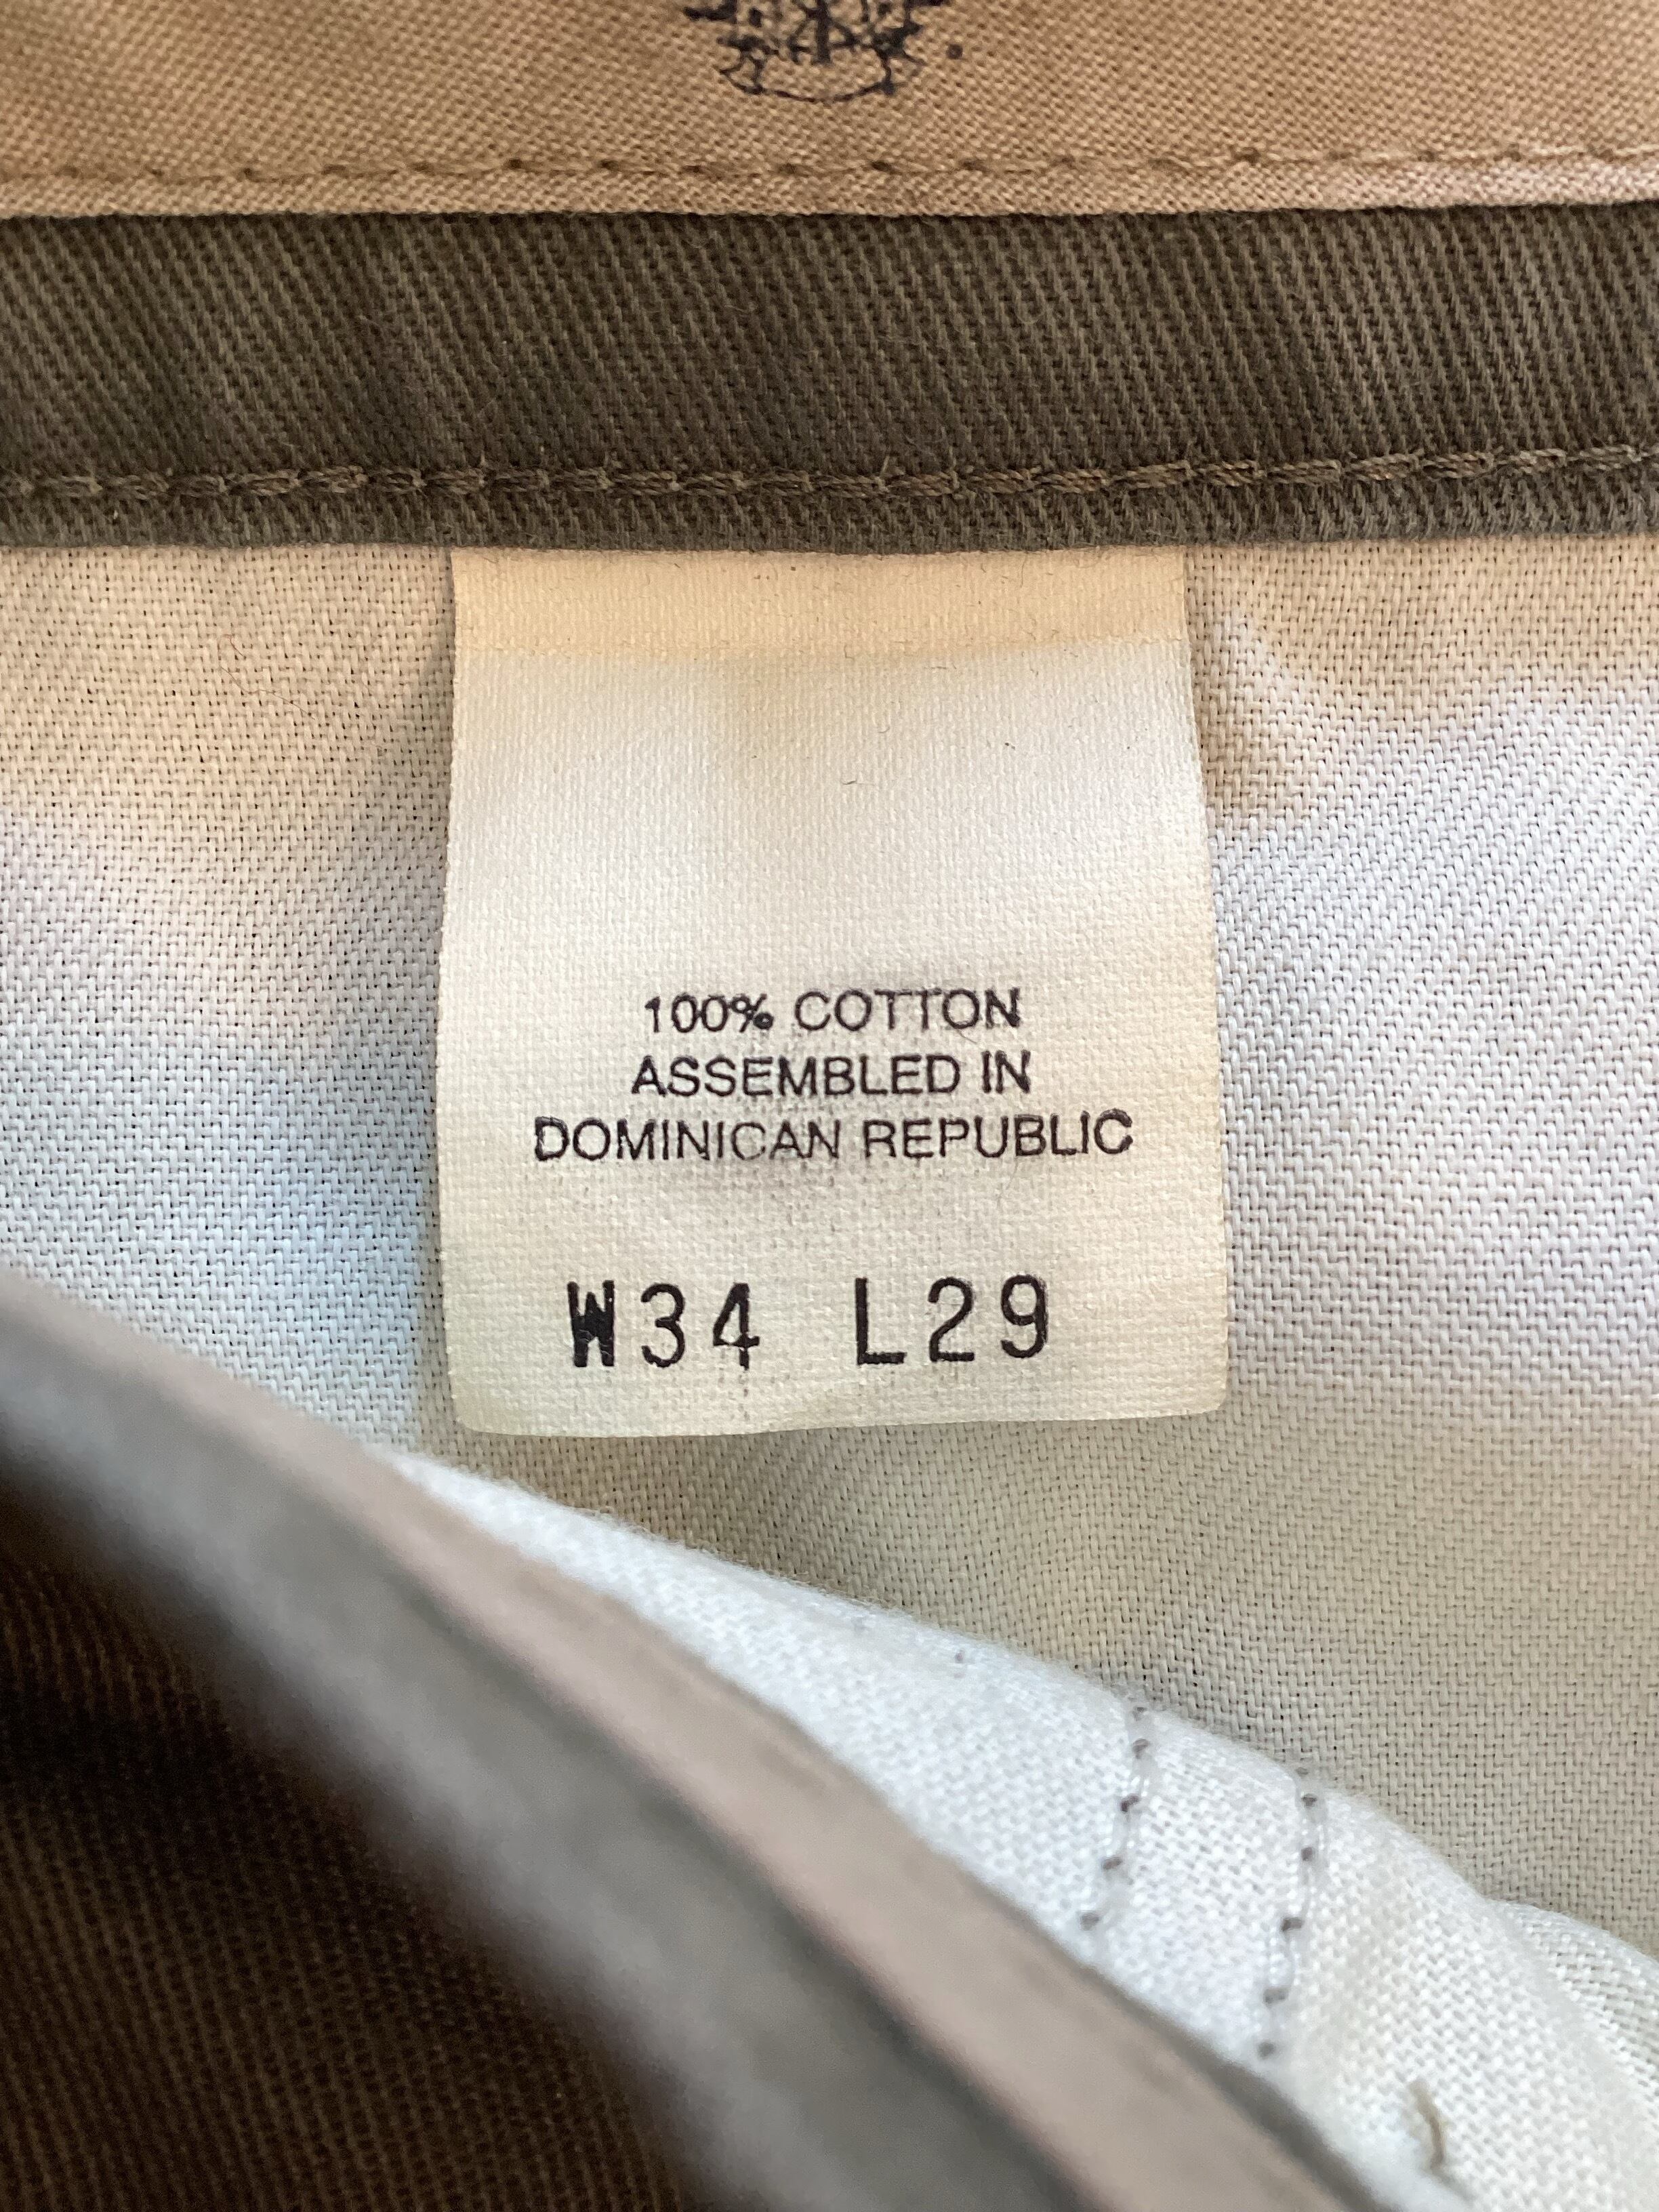 100% COTTON
ASSEMBLED IN
DOMINICAN REPUBLIC
W34 L29